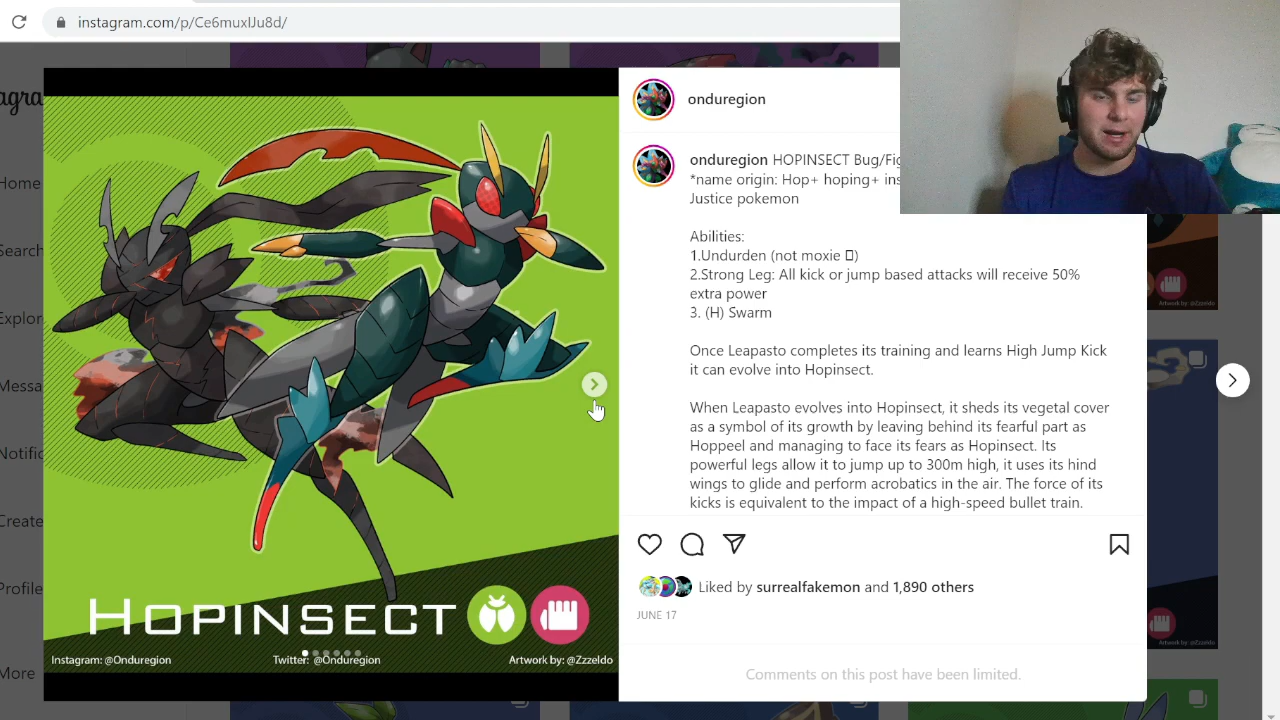 instagram.com/p/Ce6muxIJu8d/
agra
Home
Search
Explor
Messa
Notific
Create
Profile
More
HOPINSECT
Instagram: @Onduregion
Twitter: @Onduregion
Artwork by: @Zzzeldo
onduregion
onduregion HOPINSECT Bug/Fig
*name origin: Hop+ hoping+ ins
Justice pokemon
Abilities:
1.Undurden (not moxie )
2.Strong Leg: All kick or jump based attacks will receive 50%
extra power
3. (H) Swarm
Once Leapasto completes its training and learns High Jump Kick
it can evolve into Hopinsect.
When Leapasto evolves into Hopinsect, it sheds its vegetal cover
as a symbol of its growth by leaving behind its fearful part as
Hoppeel and managing to face its fears as Hopinsect. Its
powerful legs allow it to jump up to 300m high, it uses its hind
wings to glide and perform acrobatics in the air. The force of its
kicks is equivalent to the impact of a high-speed bullet train.
Liked by surrealfakemon and 1,890 others
JUNE 17
Comments on this post have been limited.
Artwork by: @Zzzeldo
Artwork by: @Zzzeldo